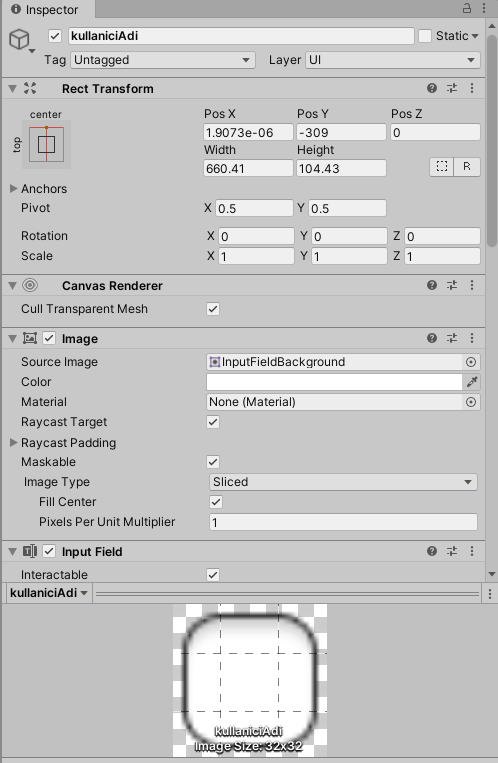 Inspector
kullaniciAdi
Static
Tag Untagged Layer UI
Rect Transform
center
top
Pos X Pos Y Pos Z
1.9073e-06 -309 0
Width Height
660.41 104.43 R
Anchors
Pivot X 0.5 Y 0.5
Rotation X 0 Y 0 Z 0
Scale X 1 Y 1 Z 1
Canvas Renderer
Cull Transparent Mesh
Image
Source Image InputFieldBackground
Color
Material None (Material)
Raycast Target
Raycast Padding
Maskable
Image Type Sliced
Fill Center
Pixels Per Unit Multiplier 1
Input Field
Interactable
kullaniciAdi
kullaniciAdi
Image Size: 32x32